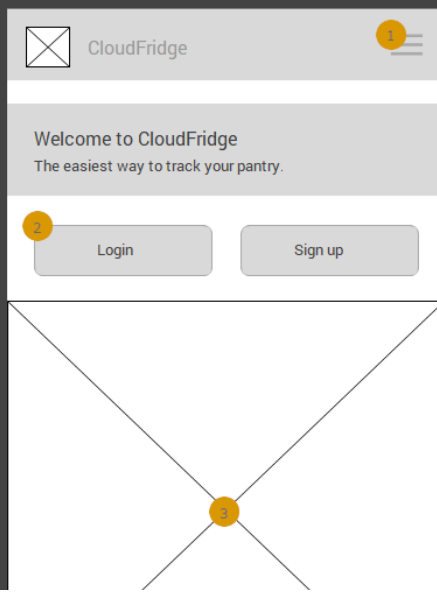 CloudFridge
1
Welcome to CloudFridge
The easiest way to track your pantry.
2
Login
Sign up
3